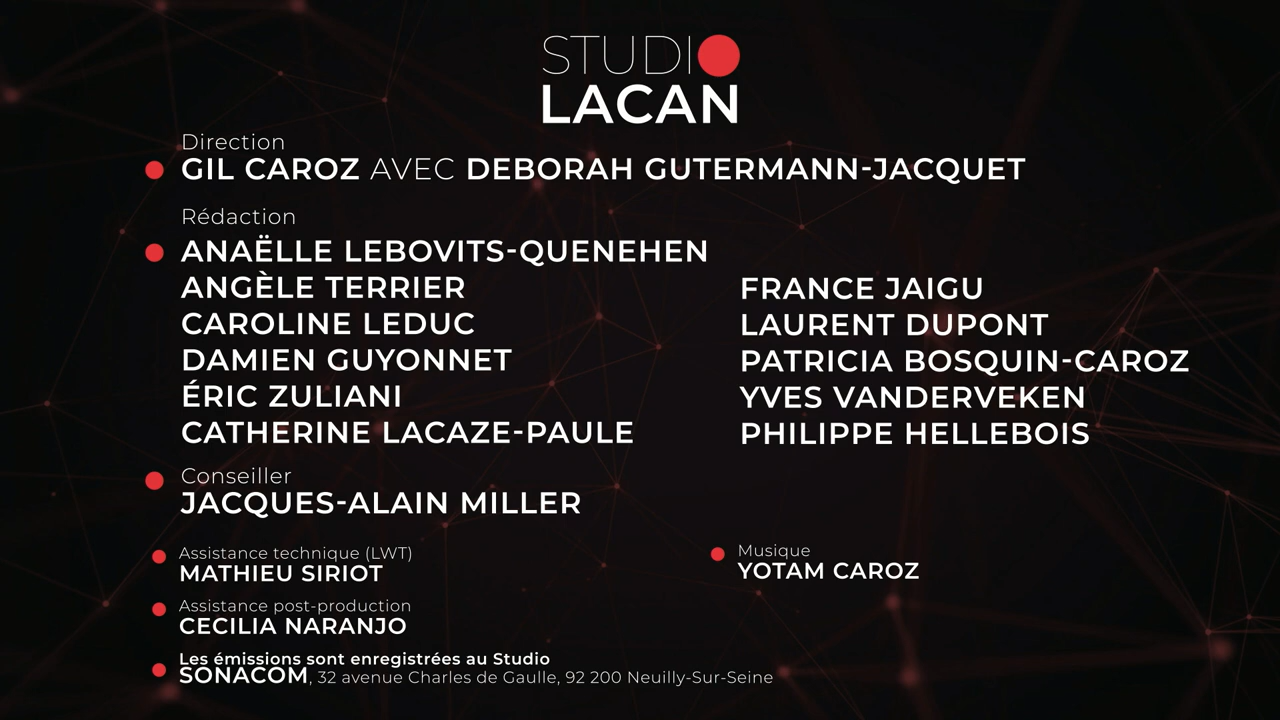 STUDIO
LACAN
Direction
GIL CAROZ AVEC DEBORAH GUTERMANN-JACQUET
Rédaction
ANAËLLE LEBOVITS-QUENEHEN
ANGÈLE TERRIER
CAROLINE LEDUC
DAMIEN GUYONNET
ÉRIC ZULIANI
CATHERINE LACAZE-PAULE
FRANCE JAIGU
LAURENT DUPONT
PATRICIA BOSQUIN-CAROZ
YVES VANDERVEKEN
PHILIPPE HELLEBOIS
Conseiller
JACQUES-ALAIN MILLER
Assistance technique (LWT)
MATHIEU SIRIOT
Musique
YOTAM CAROZ
Assistance post-production
CECILIA NARANJO
Les émissions sont enregistrées au Studio
SONACOM, 32 avenue Charles de Gaulle, 92 200 Neuilly-Sur-Seine